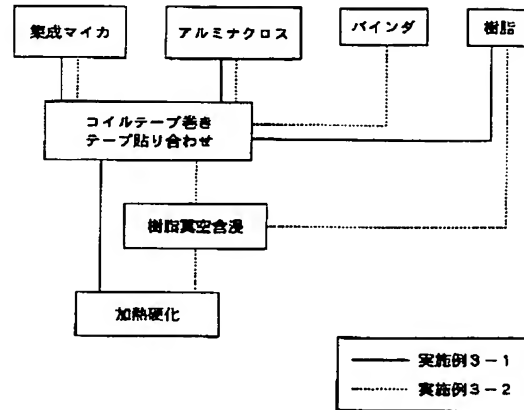 集成マイカ
アルミナクロス
バインダ
樹脂
コイルテープ巻き
テープ貼り合わせ
樹脂真空含浸
加熱硬化
実施例3-1
実施例3-2